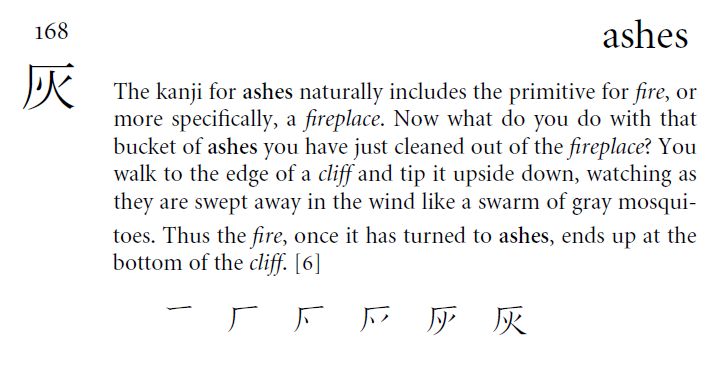 168
ashes
灰
The kanji for ashes naturally includes the primitive for fire, or
more specifically, a fireplace. Now what do you do with that
bucket of ashes you have just cleaned out of the fireplace? You
walk to the edge of a cliff and tip it upside down, watching as
they are swept away in the wind like a swarm of gray mosqui-
toes. Thus the fire, once it has turned to ashes, ends up at the
bottom of the cliff. [6]
灰